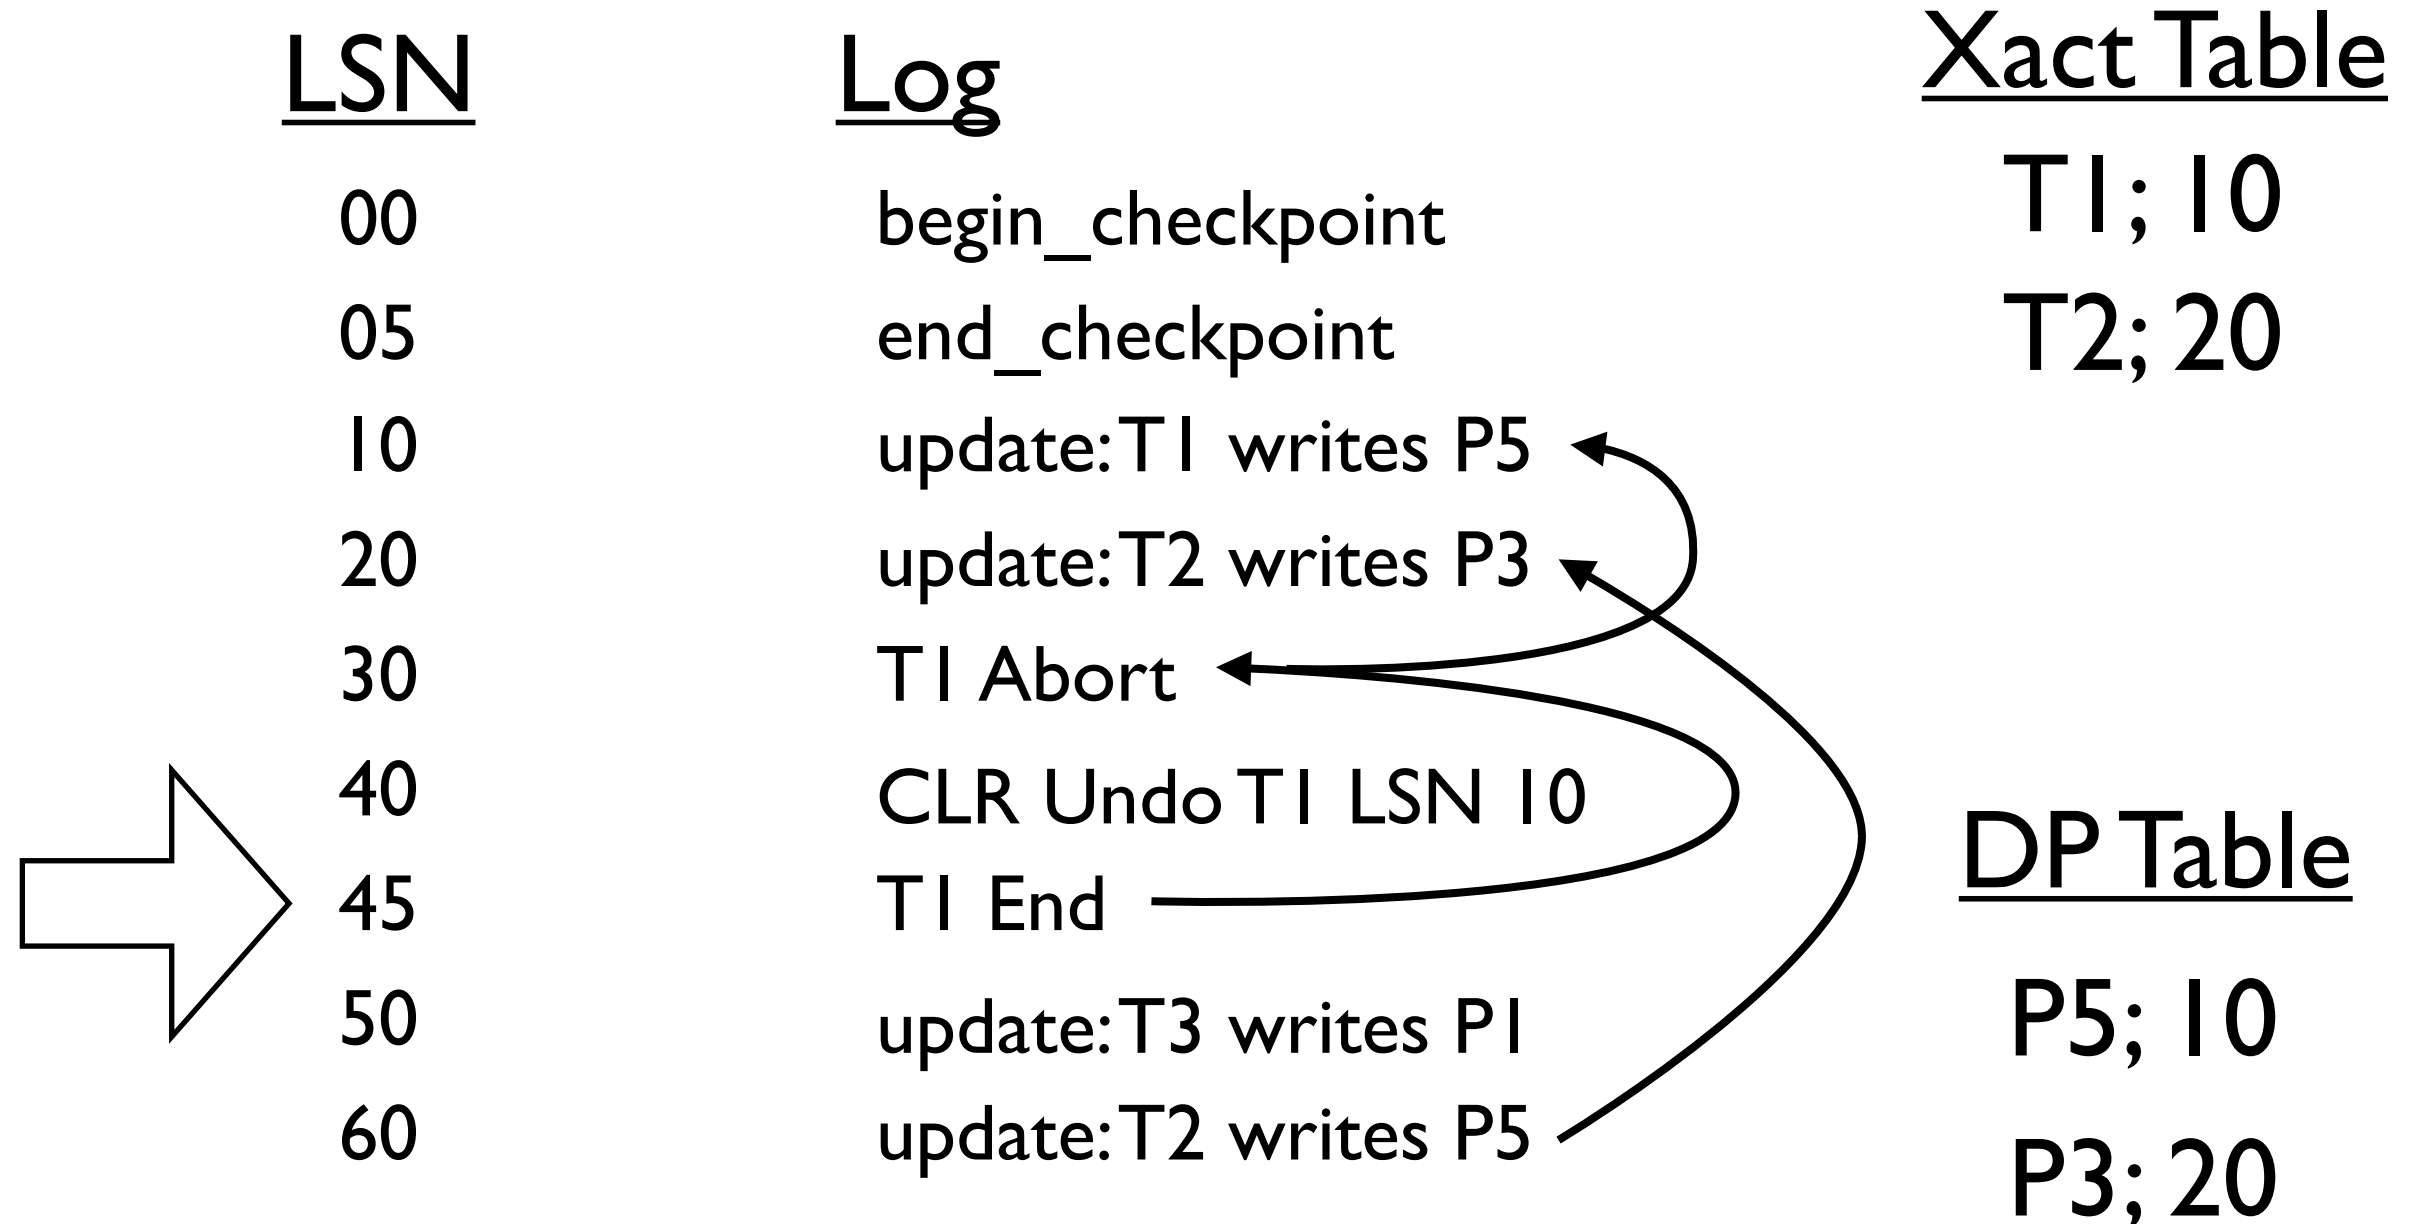 LSN Log Xact Table
00 begin_checkpoint T1; 10
05 end_checkpoint T2; 20
10 update: T1 writes P5
20 update: T2 writes P3
30 T1 Abort
40 CLR Undo T1 LSN 10 DP Table
45 T1 End
50 update: T3 writes P1 P5; 10
60 update: T2 writes P5 P3; 20